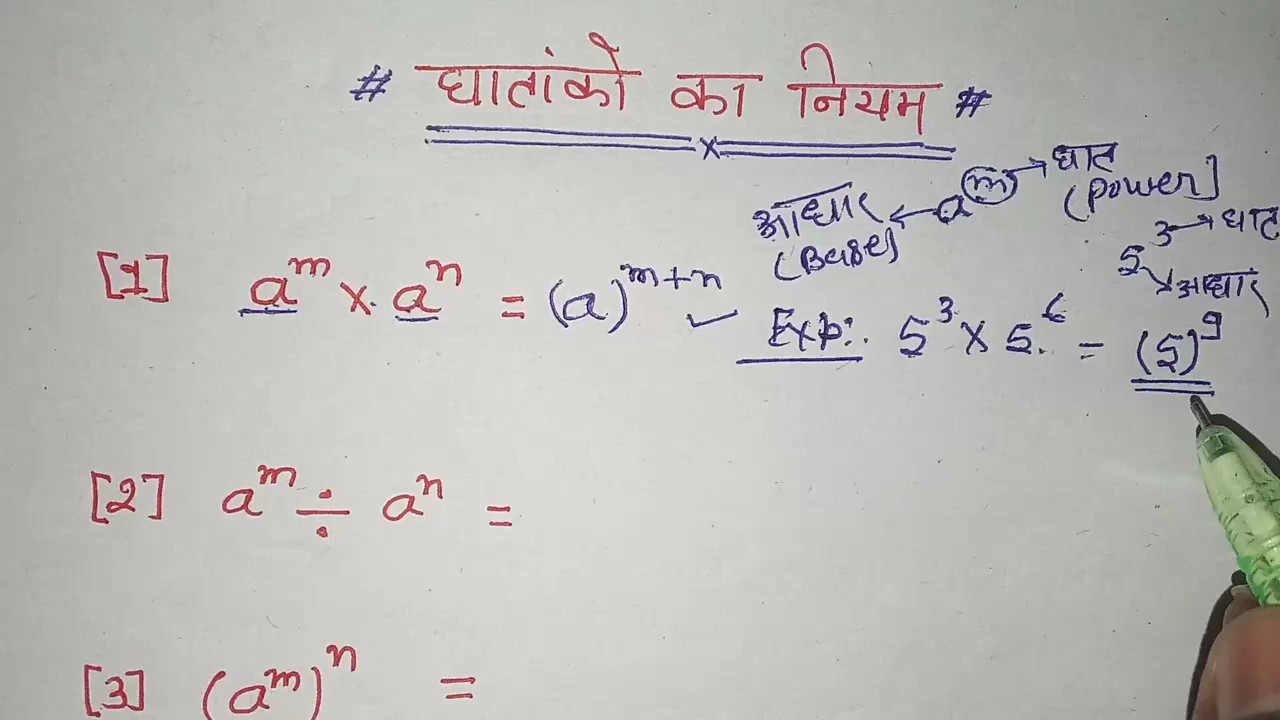 # घातांको का नियम #
आधार (Base) ← a^m → घात (Power)
5^3 → घात
आधार
[1] a^m × a^n = (a)^m+n ✓ Exp:. 5^3 × 5^6 = (5)^9
[2] a^m ÷ a^n =
[3] (a^m)^n =